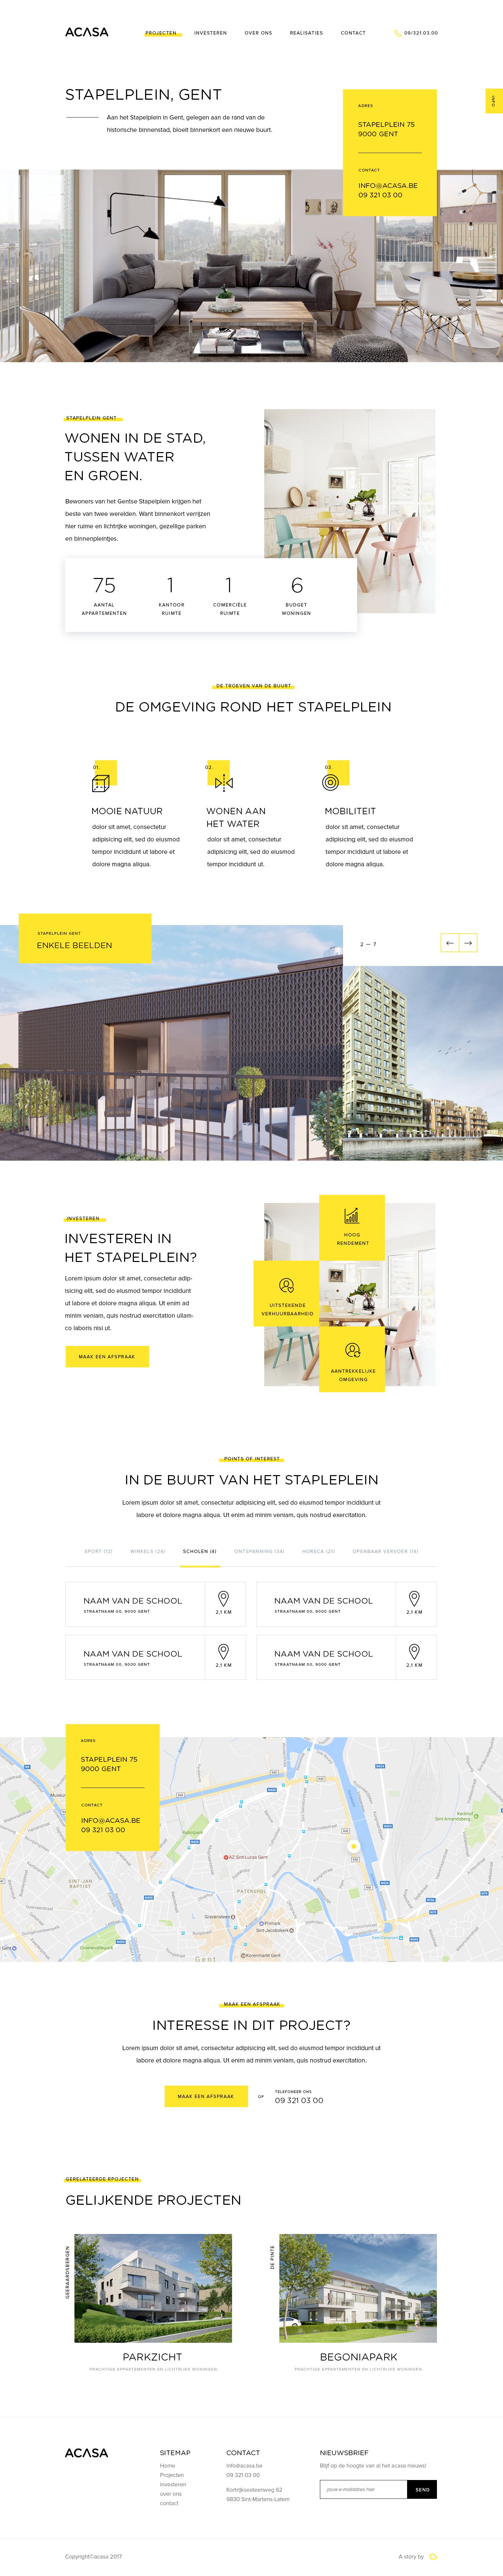 ACASA
PROJECTEN INVESTEREN OVER ONS REALISATIES CONTACT 09/321.03.00
STAPELPLEIN, GENT
Aan het Stapelplein in Gent, gelegen aan de rand van de
historische binnenstad, bloeit binnenkort een nieuwe buurt.
ADRES
STAPELPLEIN 75
9000 GENT
CONTACT
INFO@ACASA.BE
09 321 03 00
STAPELPLEIN GENT
WONEN IN DE STAD,
TUSSEN WATER
EN GROEN.
Bewoners van het Gentse Stapelplein krijgen het
beste van twee werelden. Want binnenkort verrijzen
hier ruime en lichtrijke woningen, gezellige parken
en binnenpleintjes.
75 1 1 6
AANTAL KANTOOR COMERCIËLE BUDGET
APPARTEMENTEN RUIMTE RUIMTE WONINGEN
DE TROEVEN VAN DE BUURT
DE OMGEVING ROND HET STAPELPLEIN
01. 02. 03.
MOOIE NATUUR
dolor sit amet, consectetur
adipisicing elit, sed do eiusmod
tempor incididunt ut labore et
dolore magna aliqua.
WONEN AAN
HET WATER
dolor sit amet, consectetur
adipisicing elit, sed do eiusmod
tempor incididunt ut.
MOBILITEIT
dolor sit amet, consectetur
adipisicing elit, sed do eiusmod
tempor incididunt ut labore et
dolore magna aliqua.
STAPELPLEIN GENT
ENKELE BEELDEN
2 — 7
INVESTEREN
INVESTEREN IN
HET STAPELPLEIN?
Lorem ipsum dolor sit amet, consectetur adip-
isicing elit, sed do eiusmod tempor incididunt
ut labore et dolore magna aliqua. Ut enim ad
minim veniam, quis nostrud exercitation ullam-
co laboris nisi ut.
MAAK EEN AFSPRAAK
HOOG
RENDEMENT
UITSTEKENDE
VERHUURBAARHEID
AANTREKKELIJKE
OMGEVING
POINTS OF INTEREST
IN DE BUURT VAN HET STAPLEPLEIN
Lorem ipsum dolor sit amet, consectetur adipisicing elit, sed do eiusmod tempor incididunt ut
labore et dolore magna aliqua. Ut enim ad minim veniam, quis nostrud exercitation.
SPORT (12) WINKELS (24) SCHOLEN (4) ONTSPANNING (34) HORECA (21) OPENBAAR VERVOER (14)
NAAM VAN DE SCHOOL
STRAATNAAM 00, 9000 GENT
2,1 KM
NAAM VAN DE SCHOOL
STRAATNAAM 00, 9000 GENT
2,1 KM
NAAM VAN DE SCHOOL
STRAATNAAM 00, 9000 GENT
2,1 KM
NAAM VAN DE SCHOOL
STRAATNAAM 00, 9000 GENT
2,1 KM
ADRES
STAPELPLEIN 75
9000 GENT
CONTACT
INFO@ACASA.BE
09 321 03 00
AZ Sint-Lucas Gent
SINT-JAN
BAPTIST
PATERSHOL
Gravensteen
Primark
Sint-Jacobskerk
Korenmarkt Gent
Gent
MAAK EEN AFSPRAAK
INTERESSE IN DIT PROJECT?
Lorem ipsum dolor sit amet, consectetur adipisicing elit, sed do eiusmod tempor incididunt ut
labore et dolore magna aliqua. Ut enim ad minim veniam, quis nostrud exercitation.
MAAK EEN AFSPRAAK
OF
TELEFONEER ONS
09 321 03 00
GERELATEERDE RPOJECTEN
GELIJKENDE PROJECTEN
GERAARDSBERGEN
PARKZICHT
PRACHTIGE APPARTEMENTEN EN LICHTRIJKE WONINGEN.
DE PINTE
BEGONIAPARK
PRACHTIGE APPARTEMENTEN EN LICHTRIJKE WONINGEN.
ACASA
SITEMAP
Home
Projecten
Investeren
over ons
contact
CONTACT
info@acasa.be
09 321 03 00
Kortrijksesteenweg 62
9830 Sint-Martens-Latem
NIEUWSBRIEF
Blijf op de hoogte van al het acasa nieuws!
jouw e-mailadres hier
SEND
Copyright©acasa 2017
A story by